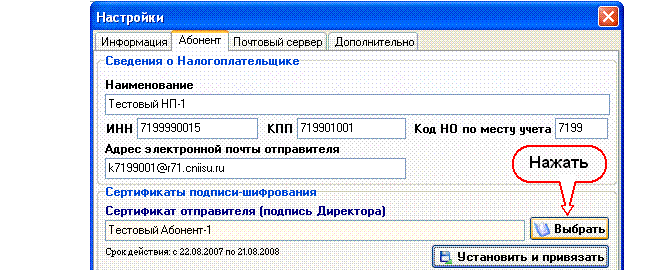 Настройки
Информация Абонент Почтовый сервер Дополнительно
Сведения о Налогоплательщике
Наименование
Тестовый НП-1
ИНН 7199990015 КПП 719901001 Код НО по месту учета 7199
Адрес электронной почты отправителя
k7199001@r71.cniisu.ru
Нажать
Сертификаты подписи-шифрования
Сертификат отправителя (подпись Директора)
Тестовый Абонент-1 Выбрать
Срок действия: с 22.08.2007 по 21.08.2008
Установить и привязать